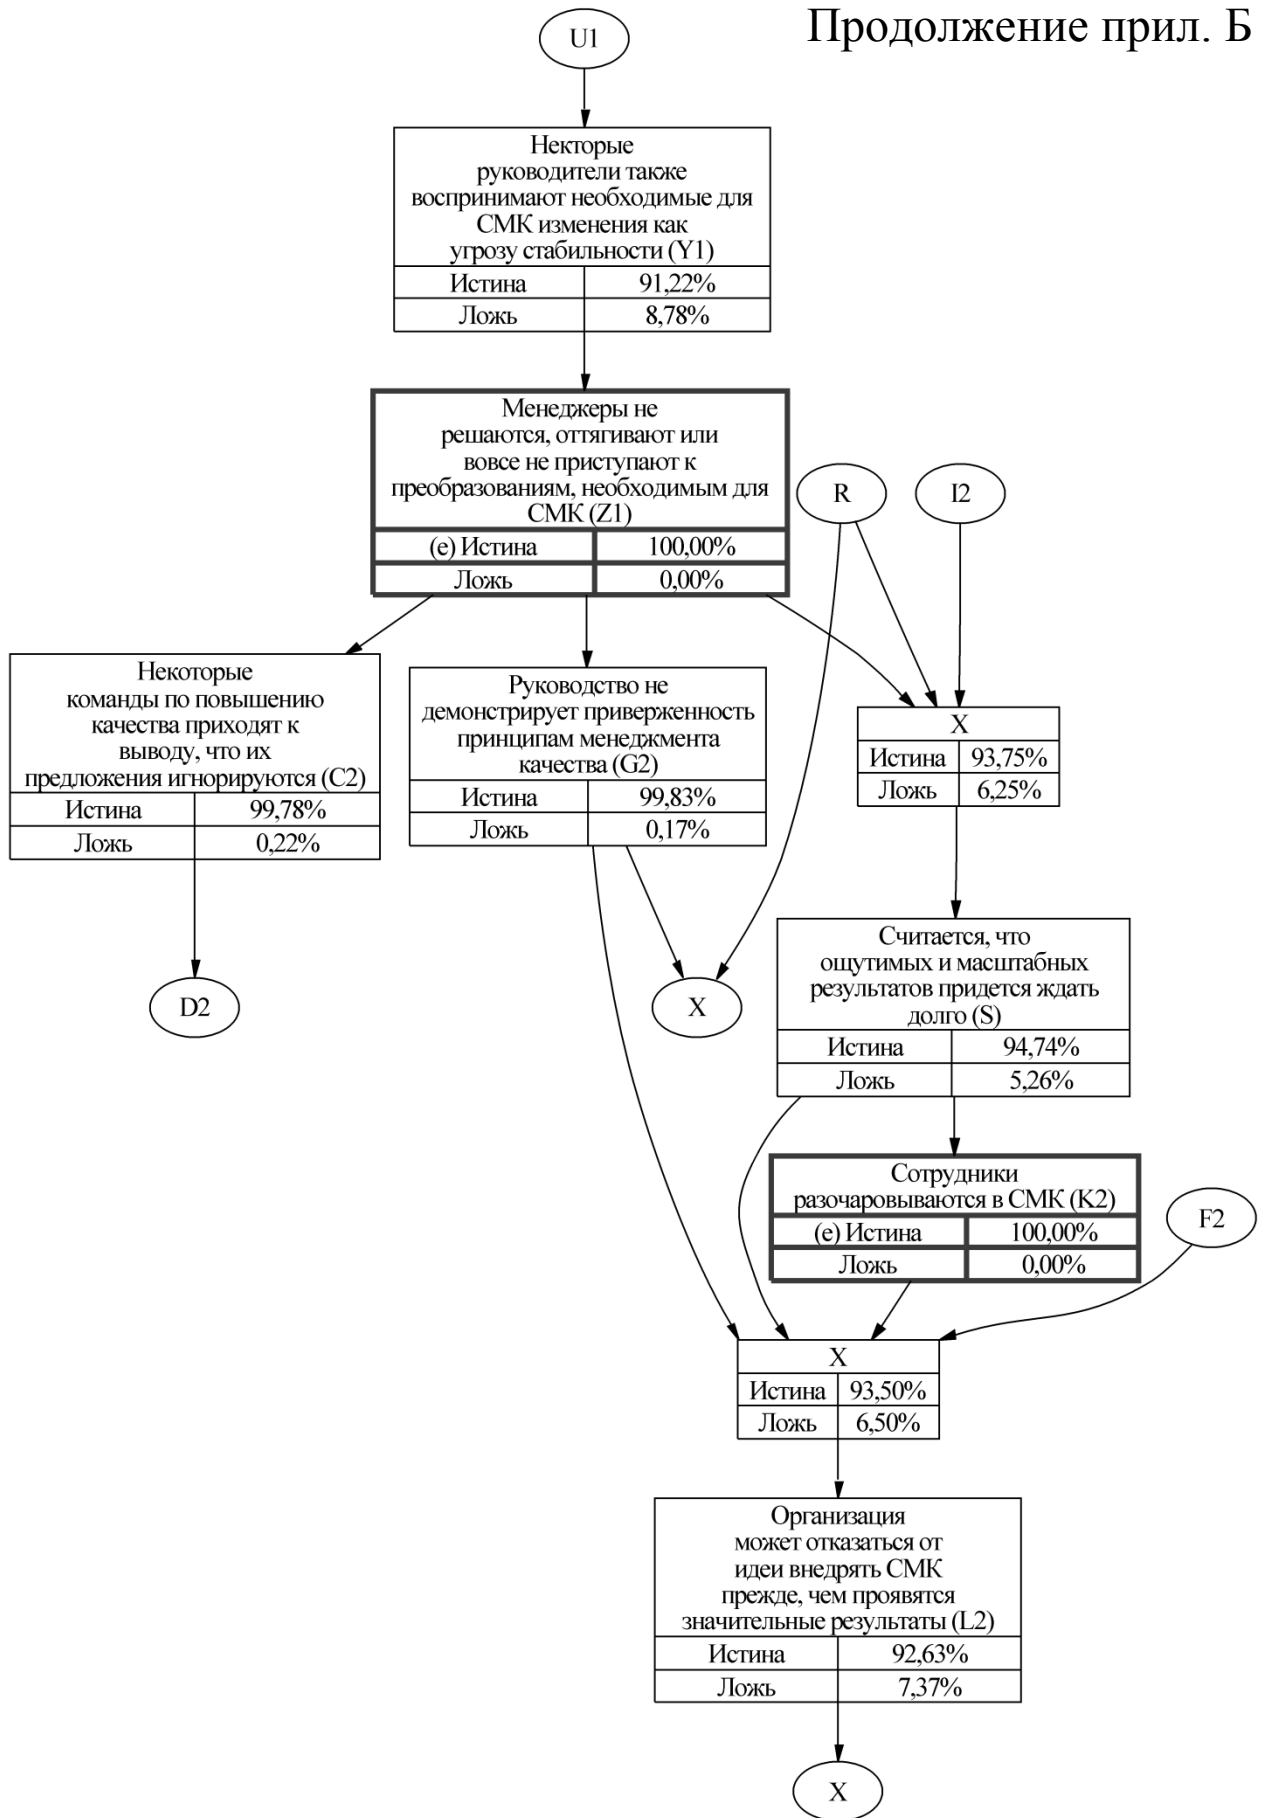 Продолжение прил. Б
U1
Некторые
руководители также
воспринимают необходимые для
СМК изменения как
угрозу стабильности (Y1)
Истина 91,22%
Ложь 8,78%
Менеджеры не
решаются, оттягивают или
вовсе не приступают к
преобразованиям, необходимым для
СМК (Z1)
(е) Истина 100,00%
Ложь 0,00%
R
I2
Некоторые
команды по повышению
качества приходят к
выводу, что их
предложения игнорируются (C2)
Истина 99,78%
Ложь 0,22%
Руководство не
демонстрирует приверженность
принципам менеджмента
качества (G2)
Истина 99,83%
Ложь 0,17%
X
Истина 93,75%
Ложь 6,25%
Считается, что
ощутимых и масштабных
результатов придется ждать
долго (S)
Истина 94,74%
Ложь 5,26%
D2
X
Сотрудники
разочаровываются в СМК (K2)
(е) Истина 100,00%
Ложь 0,00%
F2
X
Истина 93,50%
Ложь 6,50%
Организация
может отказаться от
идеи внедрять СМК
прежде, чем проявятся
значительные результаты (L2)
Истина 92,63%
Ложь 7,37%
X